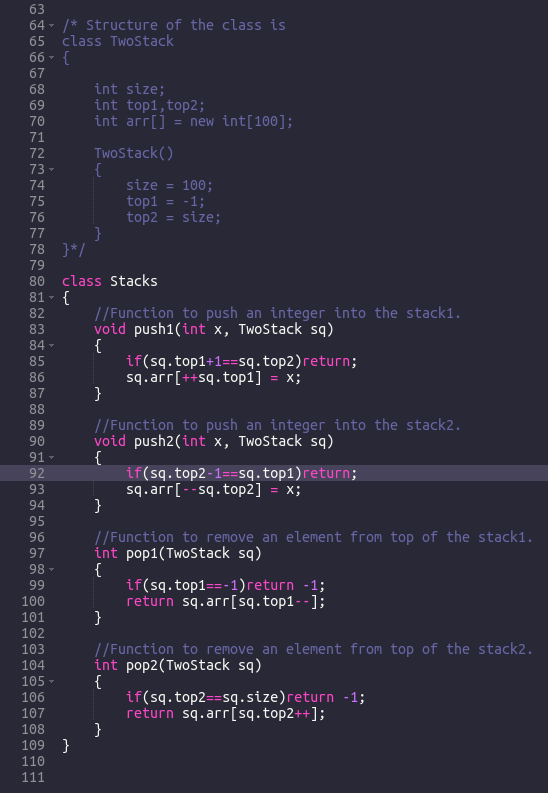 63
64 /* Structure of the class is
65 class TwoStack
66 {
67
68     int size;
69     int top1,top2;
70     int arr[] = new int[100];
71
72     TwoStack()
73     {
74         size = 100;
75         top1 = -1;
76         top2 = size;
77     }
78 }*/
79
80 class Stacks
81 {
82     //Function to push an integer into the stack1.
83     void push1(int x, TwoStack sq)
84     {
85         if(sq.top1+1==sq.top2)return;
86         sq.arr[++sq.top1] = x;
87     }
88
89     //Function to push an integer into the stack2.
90     void push2(int x, TwoStack sq)
91     {
92         if(sq.top2-1==sq.top1)return;
93         sq.arr[--sq.top2] = x;
94     }
95
96     //Function to remove an element from top of the stack1.
97     int pop1(TwoStack sq)
98     {
99         if(sq.top1==-1)return -1;
100         return sq.arr[sq.top1--];
101     }
102
103     //Function to remove an element from top of the stack2.
104     int pop2(TwoStack sq)
105     {
106         if(sq.top2==sq.size)return -1;
107         return sq.arr[sq.top2++];
108     }
109 }
110
111